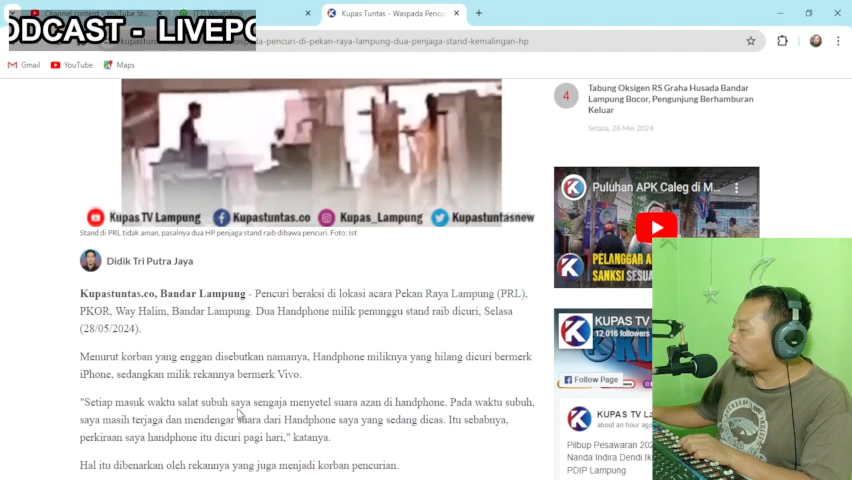 Channel content - YouTube St
(77) WhatsApp
Kupas Tuntas - Waspada Pencu
ODCAST - LIVEPO
pada-pencuri-di-pekan-raya-lampung-dua-penjaga-stand-kemalingan-hp
Gmail
YouTube
Maps
Kupas TV Lampung
Kupastuntas.co
Kupas_Lampung
Kupastuntasnew
Stand di PRL tidak aman, pasalnya dua HP penjaga stand raib dibawa pencuri. Foto: Ist
Didik Tri Putra Jaya
Kupastuntas.co, Bandar Lampung - Pencuri beraksi di lokasi acara Pekan Raya Lampung (PRL),
PKOR, Way Halim, Bandar Lampung. Dua Handphone milik penunggu stand raib dicuri, Selasa
(28/05/2024).
Menurut korban yang enggan disebutkan namanya, Handphone miliknya yang hilang dicuri bermerk
iPhone, sedangkan milik rekannya bermerk Vivo.
"Setiap masuk waktu salat subuh saya sengaja menyetel suara azan di handphone. Pada waktu subuh,
saya masih terjaga dan mendengar suara dari Handphone saya yang sedang dicas. Itu sebabnya,
perkiraan saya handphone itu dicuri pagi hari," katanya.
Hal itu dibenarkan oleh rekannya yang juga menjadi korban pencurian.
4
Tabung Oksigen RS Graha Husada Bandar
Lampung Bocor, Pengunjung Berhamburan
Keluar
Selasa, 28 Mei 2024
Puluhan APK Caleg di M...
PELANGGAR A
SANKSI SESUA
KUPAS TV
12,016 followers
Follow Page
KUPAS TV
about an hour ago
Pilbup Pesawaran 202
Nanda Indira Dendi Ik
PDIP Lampung